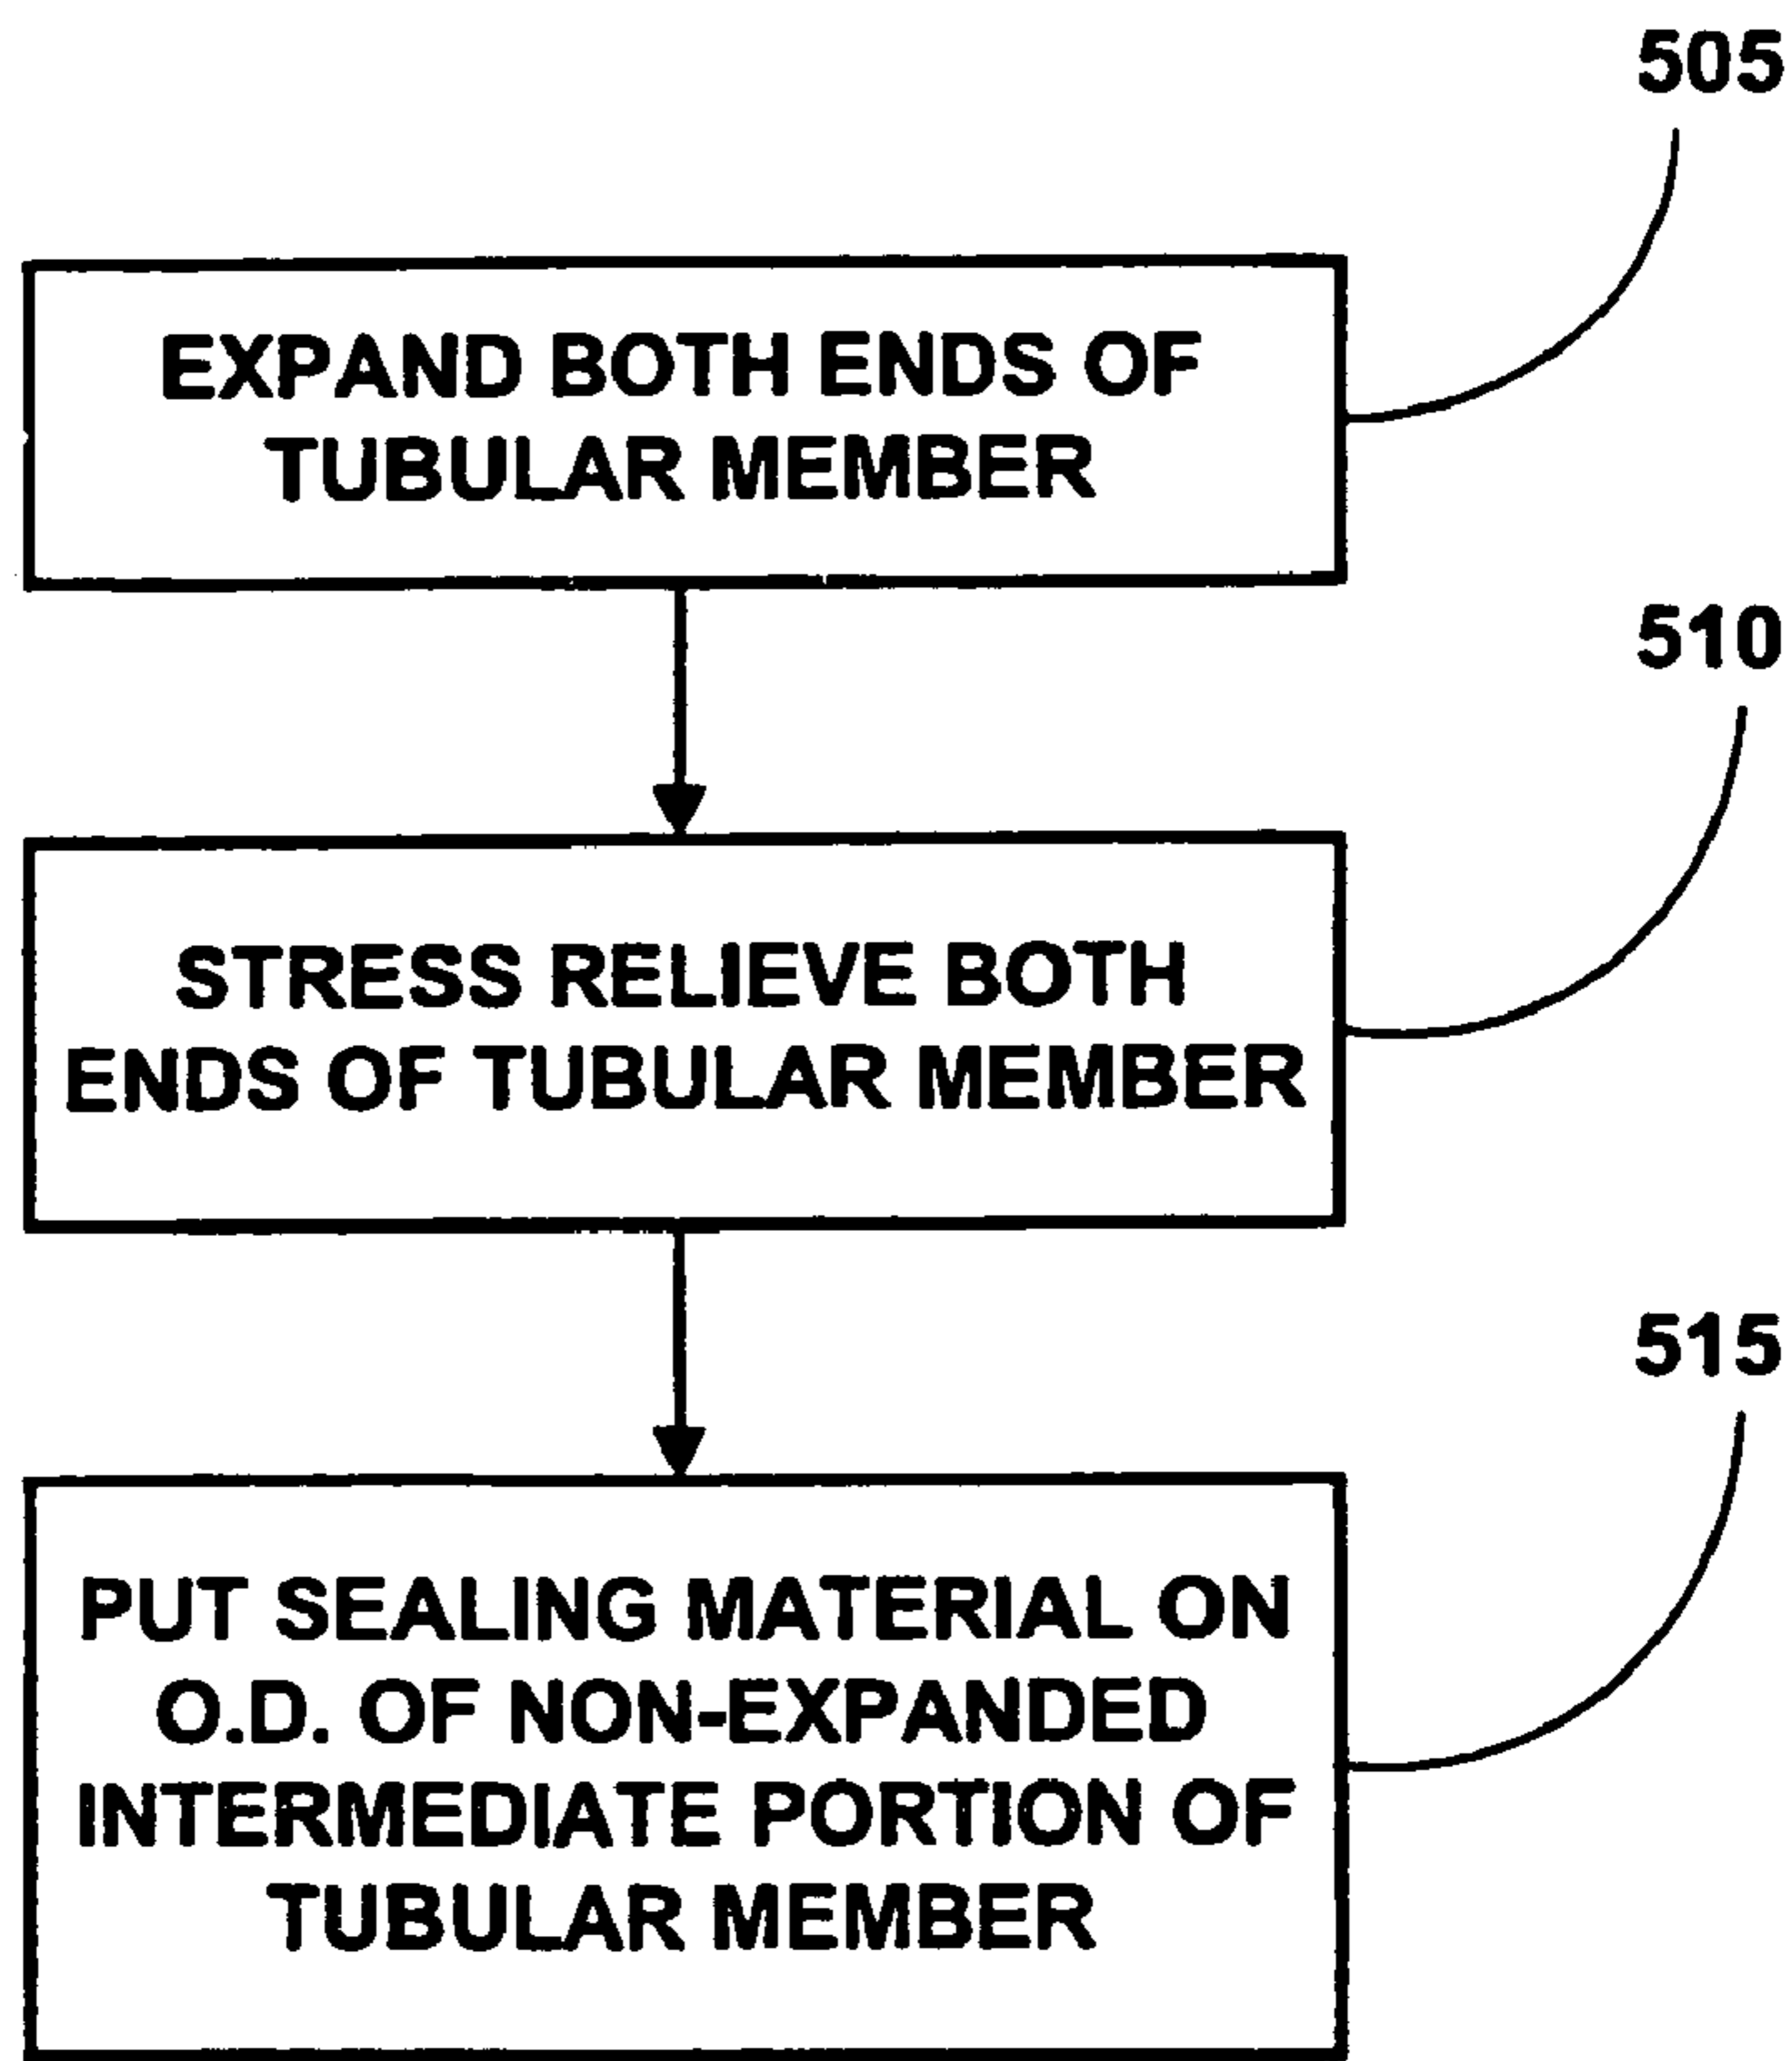 505
EXPAND BOTH ENDS OF
TUBULAR MEMBER
510
STRESS RELIEVE BOTH
ENDS OF TUBULAR MEMBER
515
PUT SEALING MATERIAL ON
O.D. OF NON-EXPANDED
INTERMEDIATE PORTION OF
TUBULAR MEMBER